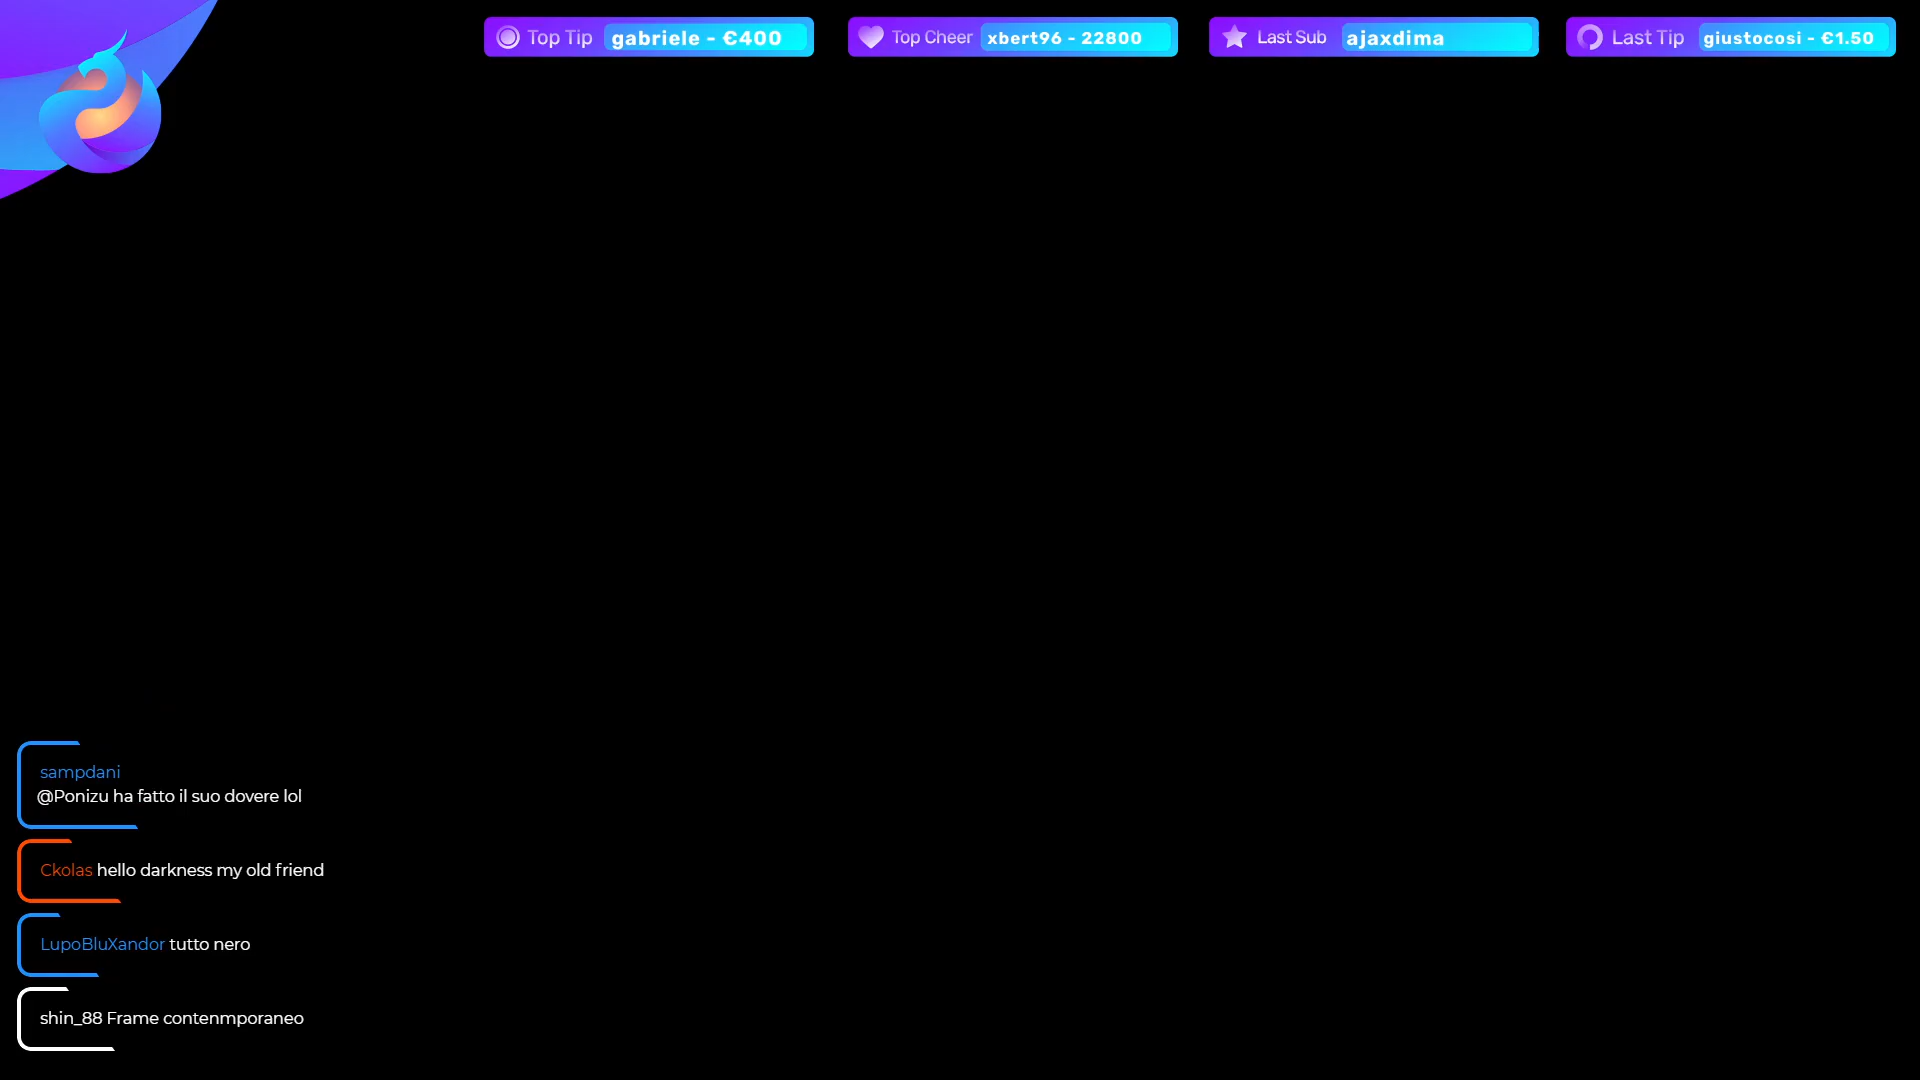 Top Tip gabriele - €400
Top Cheer xbert96 - 22800
Last Sub ajaxdima
Last Tip giustocosi - €1.50
sampdani
@Ponizu ha fatto il suo dovere lol
Ckolas hello darkness my old friend
LupoBluXandor tutto nero
shin_88 Frame contenmporaneo